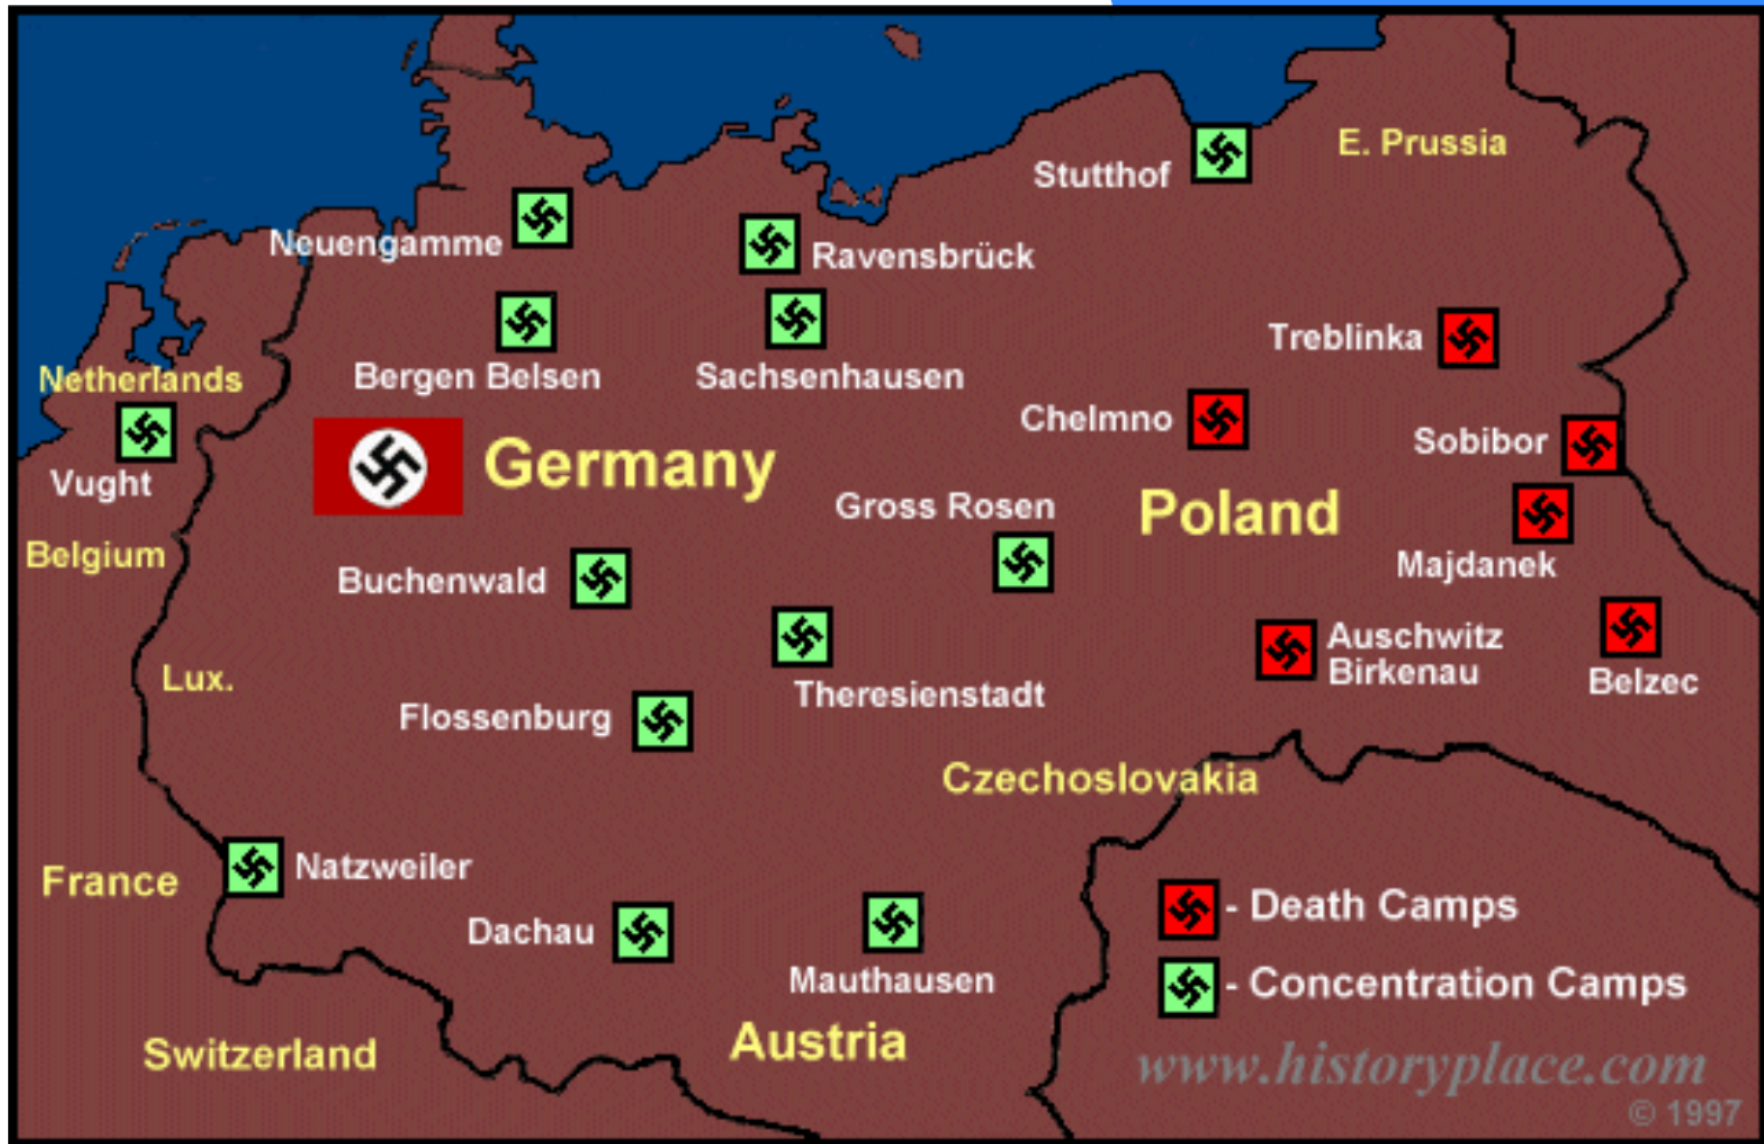 E. Prussia
Stutthof
Neuengamme
Ravensbrück
Treblinka
Netherlands
Bergen Belsen
Sachsenhausen
Chelmno
Sobibor
Vught
Germany
Gross Rosen
Poland
Belgium
Majdanek
Buchenwald
Auschwitz
Birkenau
Lux.
Theresienstadt
Belzec
Flossenburg
Czechoslovakia
France
Natzweiler
- Death Camps
Dachau
Mauthausen
- Concentration Camps
Switzerland
Austria
www.historyplace.com
© 1997